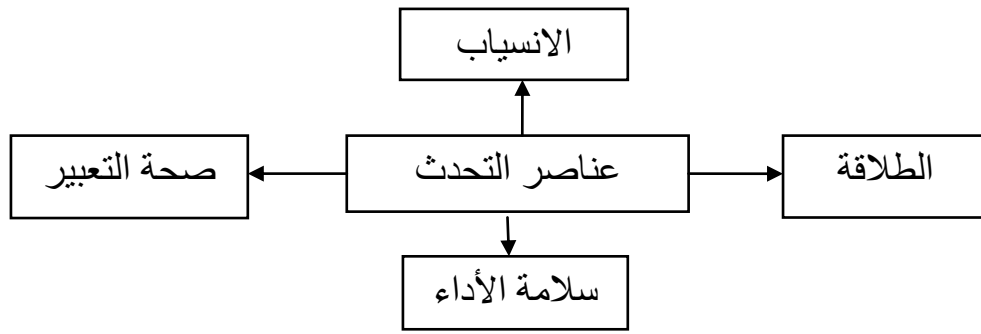 الانسياب
الطلاقة
عناصر التحدث
صحة التعبير
سلامة الأداء